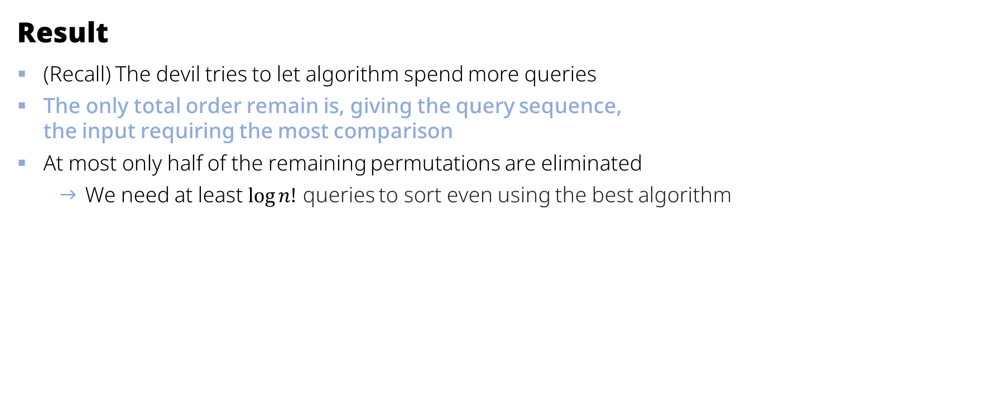 Result
▪ (Recall) The devil tries to let algorithm spend more queries
▪ The only total order remain is, giving the query sequence,
the input requiring the most comparison
▪ At most only half of the remaining permutations are eliminated
→ We need at least log n! queries to sort even using the best algorithm